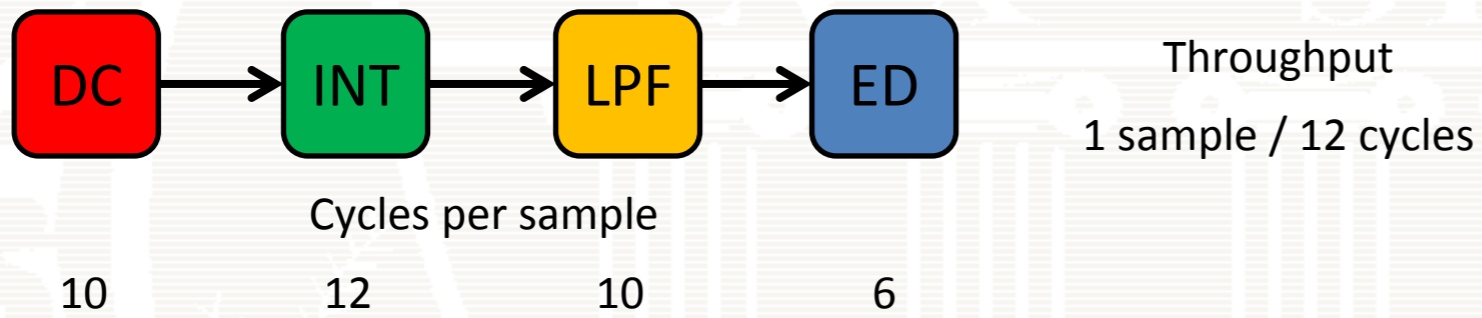 DC INT LPF ED
Throughput
1 sample / 12 cycles
Cycles per sample
10 12 10 6